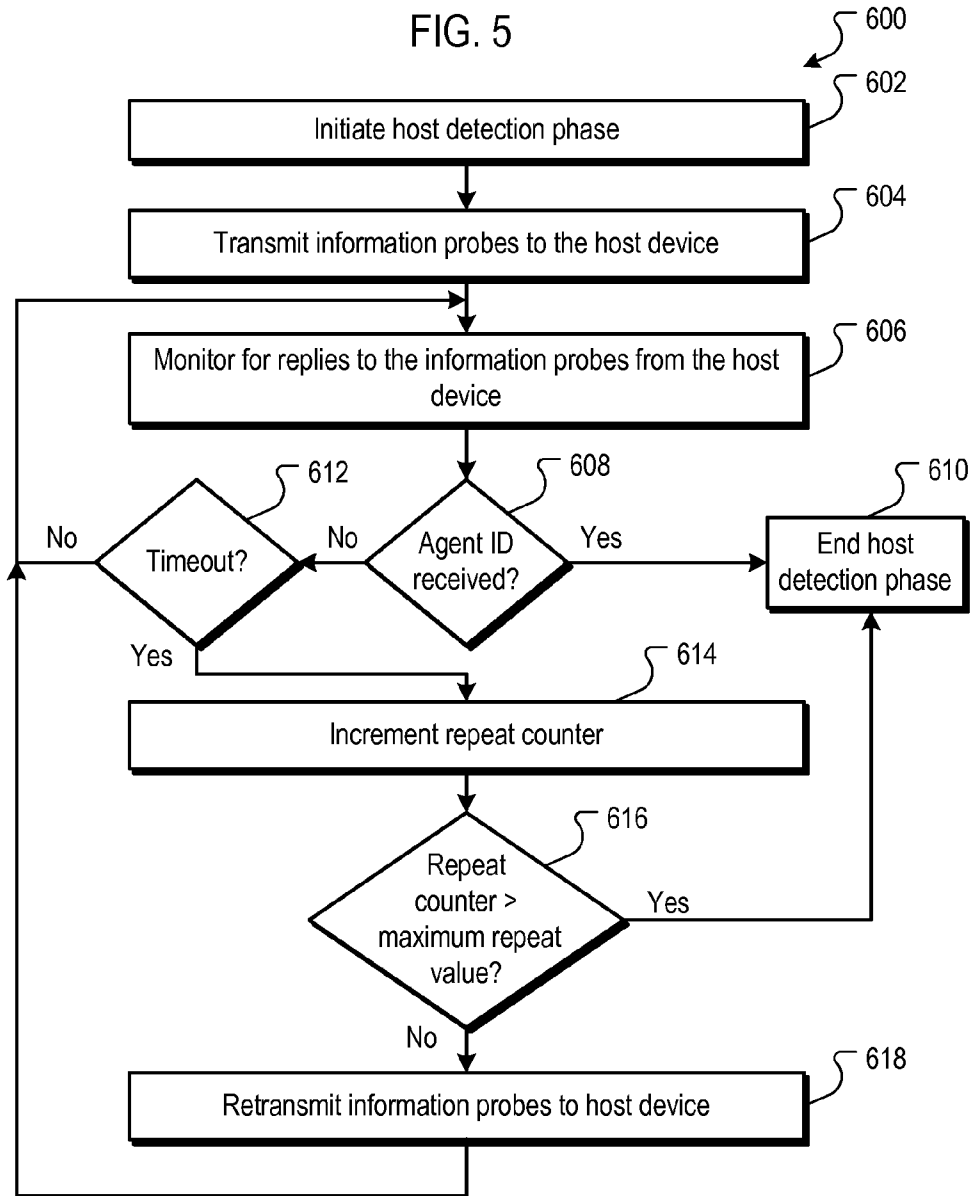 FIG. 5
600
602
Initiate host detection phase
604
Transmit information probes to the host device
606
Monitor for replies to the information probes from the host
device
612
608
610
No
Timeout?
No
Agent ID
received?
Yes
End host
detection phase
Yes
614
Increment repeat counter
616
Repeat
counter >
maximum repeat
value?
Yes
No
618
Retransmit information probes to host device